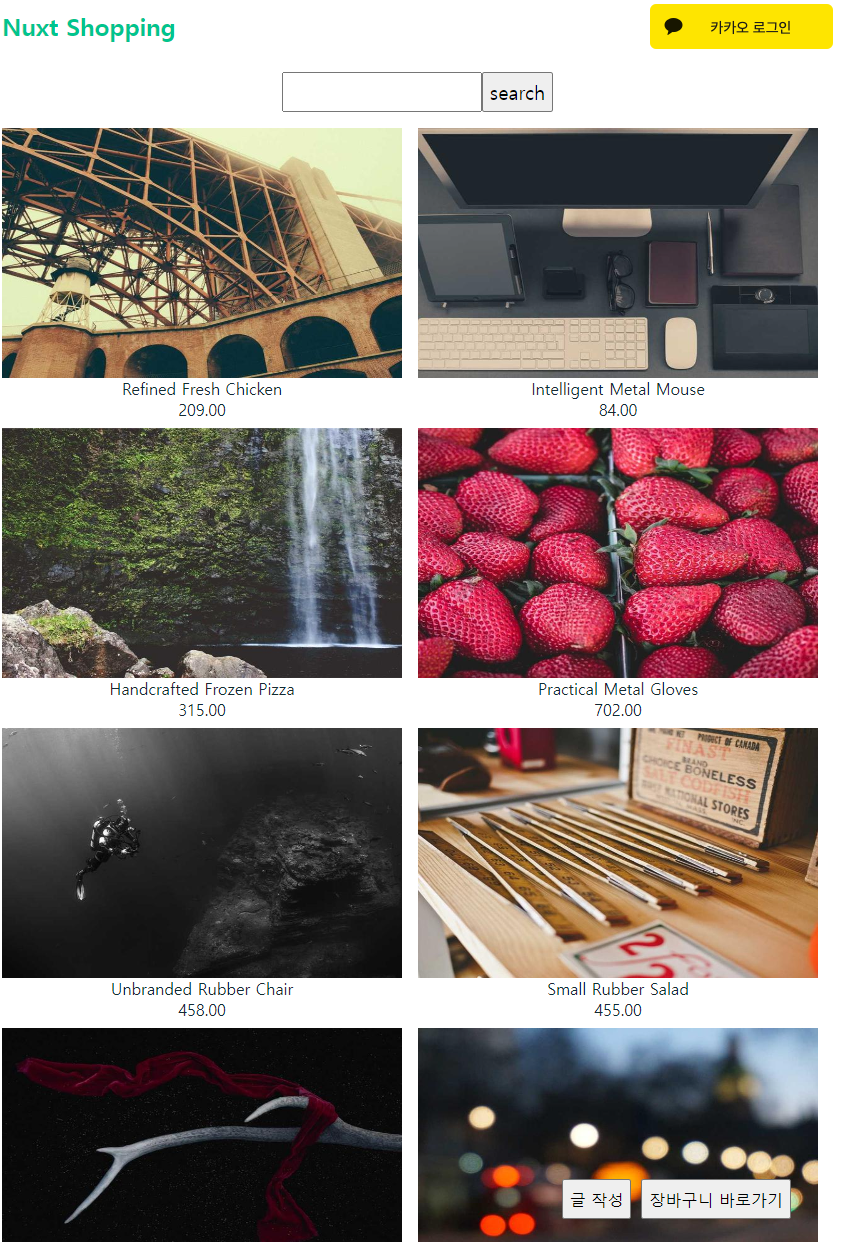 Nuxt Shopping
카카오 로그인
search
Refined Fresh Chicken
209.00
Intelligent Metal Mouse
84.00
Handcrafted Frozen Pizza
315.00
Practical Metal Gloves
702.00
PRODUCT OF CANADA
FINAST
BRAND
CHOICE BONELESS
SALT CODFISH
NATIONAL STORES
MASS.
INC.
Unbranded Rubber Chair
458.00
Small Rubber Salad
455.00
글 작성
장바구니 바로가기